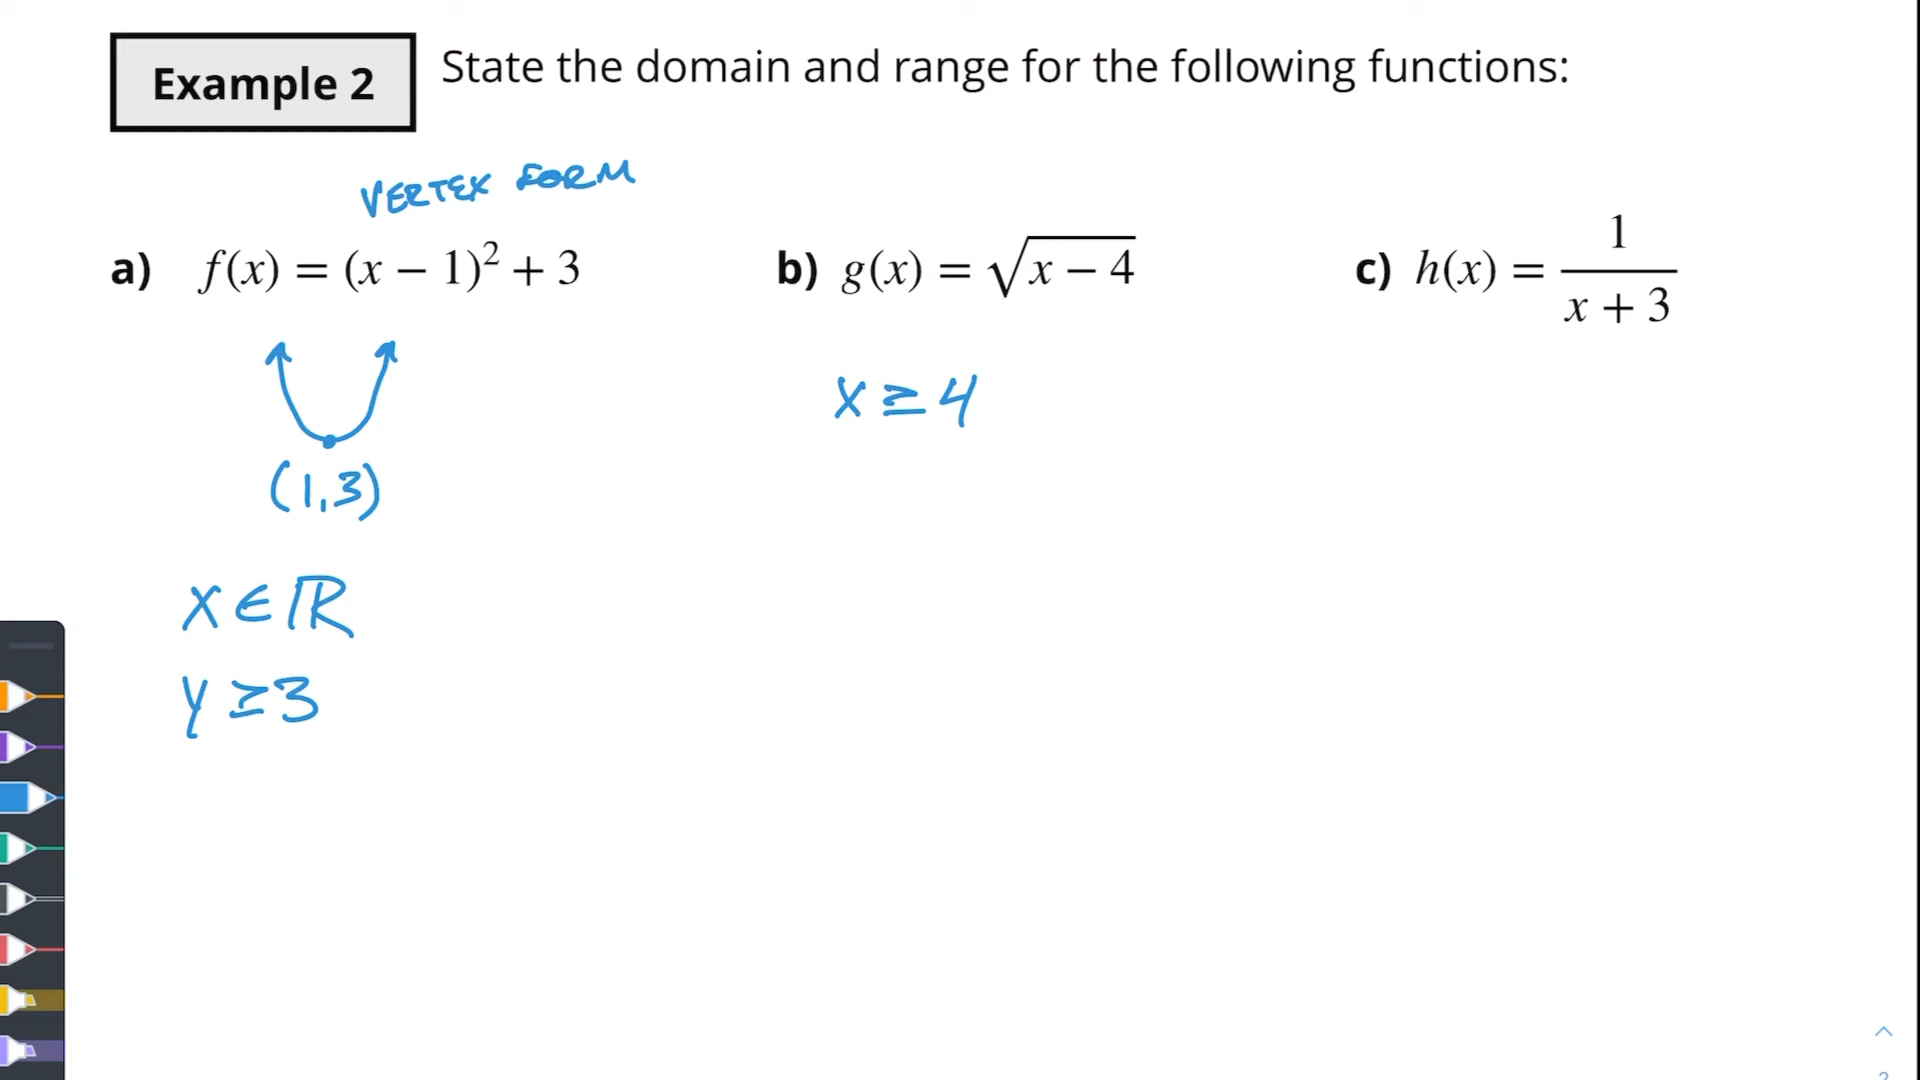 Example 2
State the domain and range for the following functions:
VERTEX FORM
a) f(x) = (x − 1)² + 3
(1,3)
x ∈ ℝ
y ≥ 3
b) g(x) = √(x − 4)
x ≥ 4
c) h(x) = 1/(x + 3)